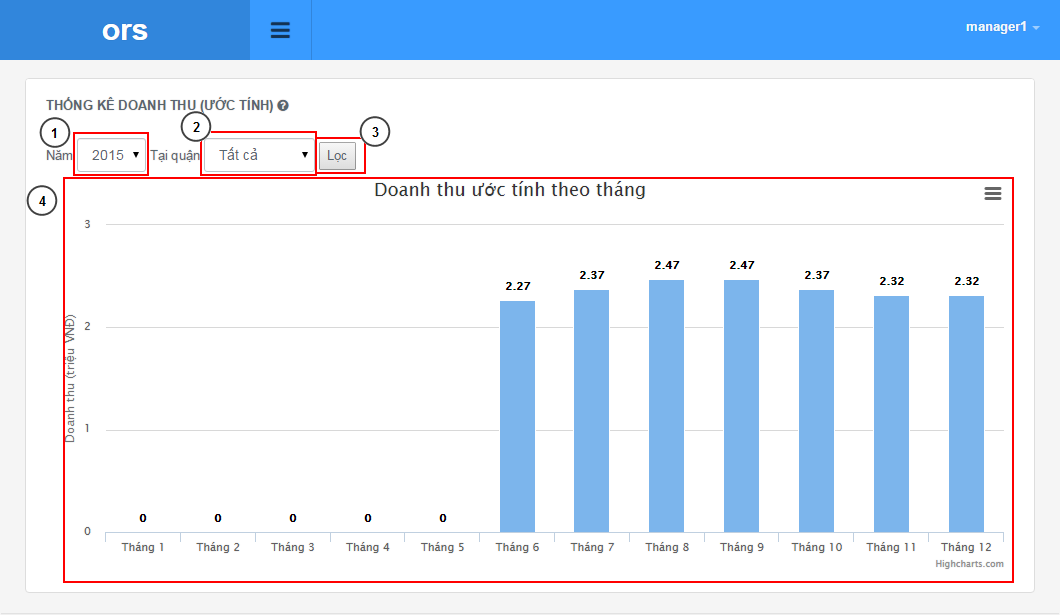 ors
manager1
THỐNG KÊ DOANH THU (ƯỚC TÍNH)
1
2
3
Năm 2015 Tại quận Tất cả Lọc
4
Doanh thu ước tính theo tháng
3
2
1
0
Doanh thu (triệu VNĐ)
0 0 0 0 0 2.27 2.37 2.47 2.47 2.37 2.32 2.32
Tháng 1 Tháng 2 Tháng 3 Tháng 4 Tháng 5 Tháng 6 Tháng 7 Tháng 8 Tháng 9 Tháng 10 Tháng 11 Tháng 12
Highcharts.com